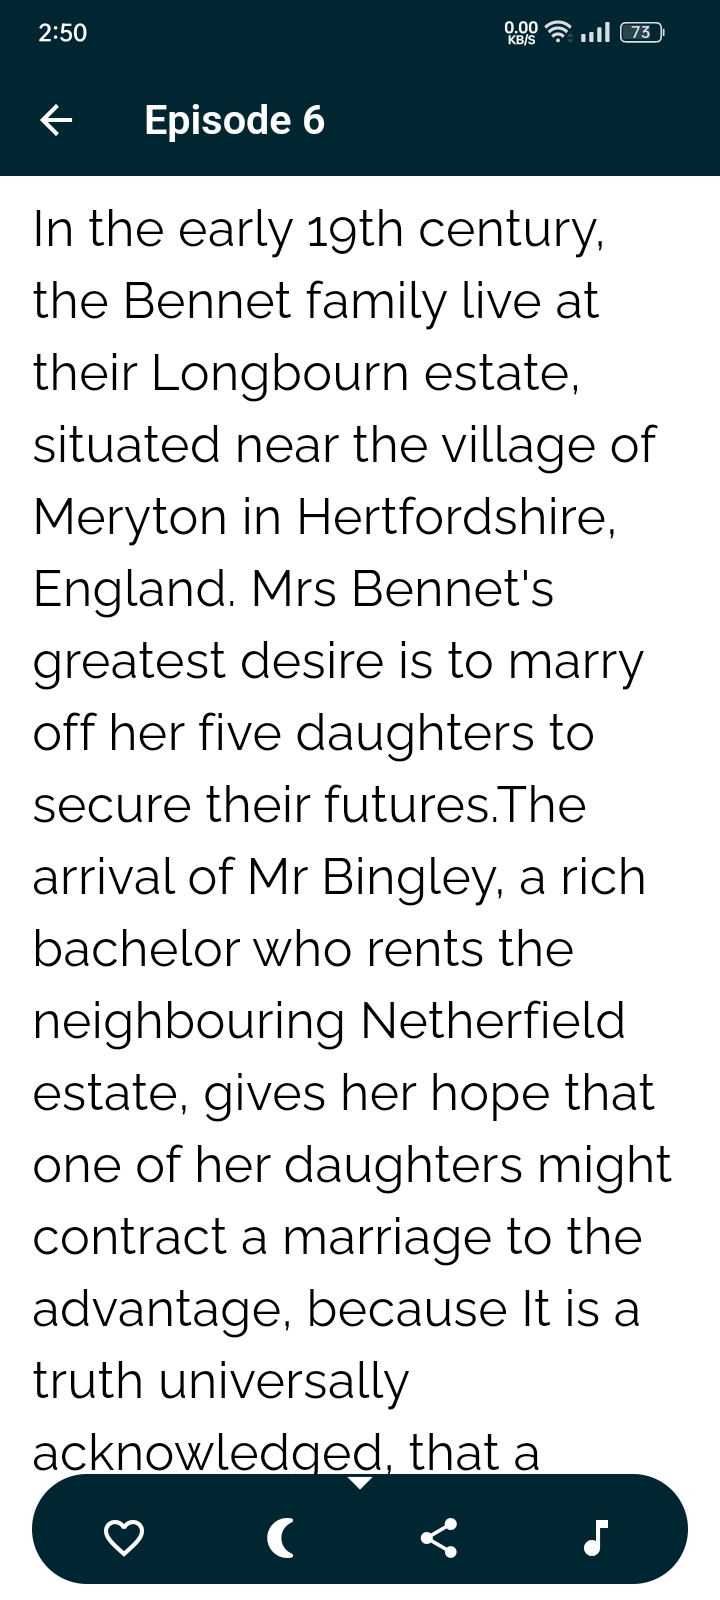 2:50
0.00
KB/S
73
Episode 6
In the early 19th century,
the Bennet family live at
their Longbourn estate,
situated near the village of
Meryton in Hertfordshire,
England. Mrs Bennet's
greatest desire is to marry
off her five daughters to
secure their futures.The
arrival of Mr Bingley, a rich
bachelor who rents the
neighbouring Netherfield
estate, gives her hope that
one of her daughters might
contract a marriage to the
advantage, because It is a
truth universally
acknowledged, that a